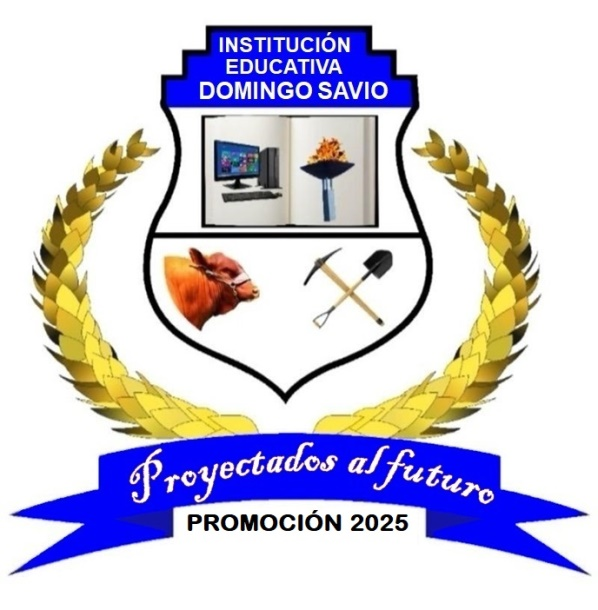 INSTITUCIÓN
EDUCATIVA
DOMINGO SAVIO
Proyectados al futuro
PROMOCIÓN 2025